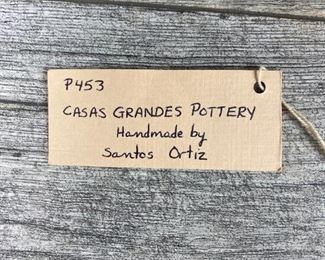 P453
CASAS GRANDES POTTERY
Handmade by
Santos Ortiz